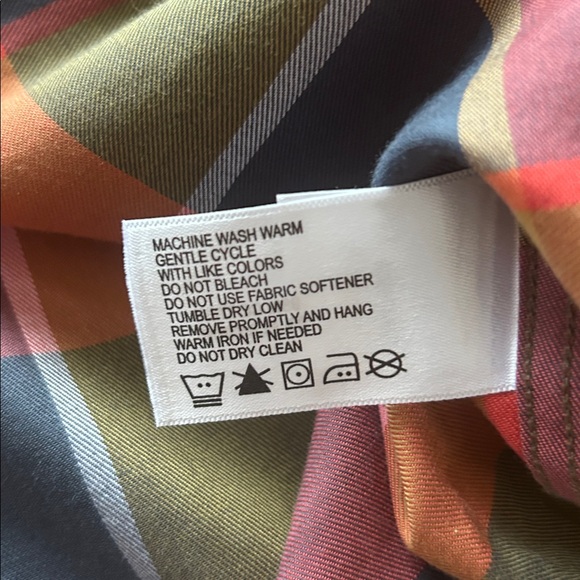 MACHINE WASH WARM
GENTLE CYCLE
WITH LIKE COLORS
DO NOT BLEACH
DO NOT USE FABRIC SOFTENER
TUMBLE DRY LOW
REMOVE PROMPTLY AND HANG
WARM IRON IF NEEDED
DO NOT DRY CLEAN